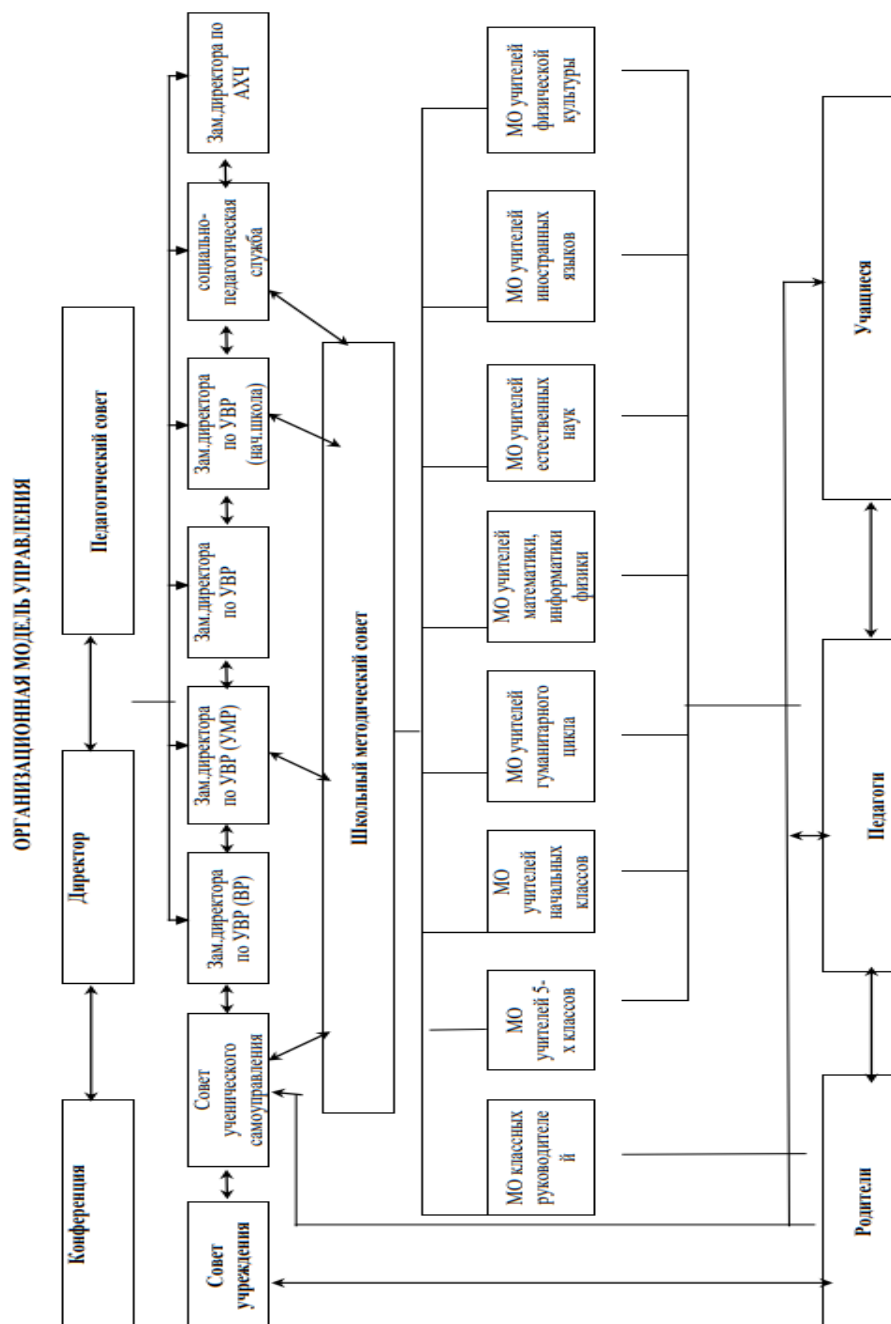 ОРГАНИЗАЦИОННАЯ МОДЕЛЬ УПРАВЛЕНИЯ
Конференция
Директор
Педагогический совет
Совет
учреждения
Совет
ученического
самоуправления
Зам.директора
по УВР (ВР)
Зам.директора
по УВР (УМР)
Зам.директора
по УВР
Зам.директора
по УВР
(нач.школа)
социально-
педагогическая
служба
Зам.директора по
АХЧ
Школьный методический совет
МО классных
руководителе
й
МО
учителей 5-
х классов
МО
учителей
начальных
классов
МО учителей
гуманитарного
цикла
МО учителей
математики,
информатики
физики
МО учителей
естественных
наук
МО учителей
иностранных
языков
МО учителей
физической
культуры
Родители
Педагоги
Учащиеся